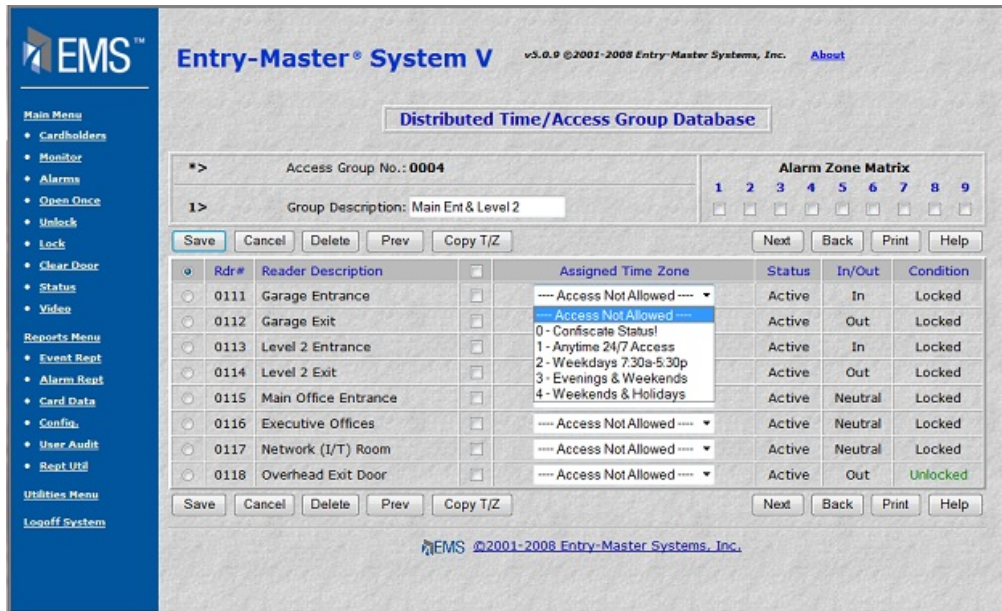 EMS™
Entry-Master® System V
v5.0.9 ©2001-2008 Entry-Master Systems, Inc.
About
Main Menu
Cardholders
Monitor
Alarms
Open Once
Unlock
Lock
Clear Door
Status
Video
Reports Menu
Event Rept
Alarm Rept
Card Data
Config.
User Audit
Rept Util
Utilities Menu
Logoff System
Distributed Time/Access Group Database
*> Access Group No.: 0004
Alarm Zone Matrix
1 2 3 4 5 6 7 8 9
1> Group Description: Main Ent & Level 2
Save Cancel Delete Prev Copy T/Z Next Back Print Help
Rdr# Reader Description Assigned Time Zone Status In/Out Condition
0111 Garage Entrance ---- Access Not Allowed ---- Active In Locked
0112 Garage Exit Active Out Locked
0113 Level 2 Entrance Active In Locked
0114 Level 2 Exit Active Out Locked
0115 Main Office Entrance Active Neutral Locked
---- Access Not Allowed ----
0 - Confiscate Status!
1 - Anytime 24/7 Access
2 - Weekdays 7:30a-5:30p
3 - Evenings & Weekends
4 - Weekends & Holidays
0116 Executive Offices ---- Access Not Allowed ---- Active Neutral Locked
0117 Network (I/T) Room ---- Access Not Allowed ---- Active Neutral Locked
0118 Overhead Exit Door ---- Access Not Allowed ---- Active Out Unlocked
Save Cancel Delete Prev Copy T/Z Next Back Print Help
EMS ©2001-2008 Entry-Master Systems, Inc.